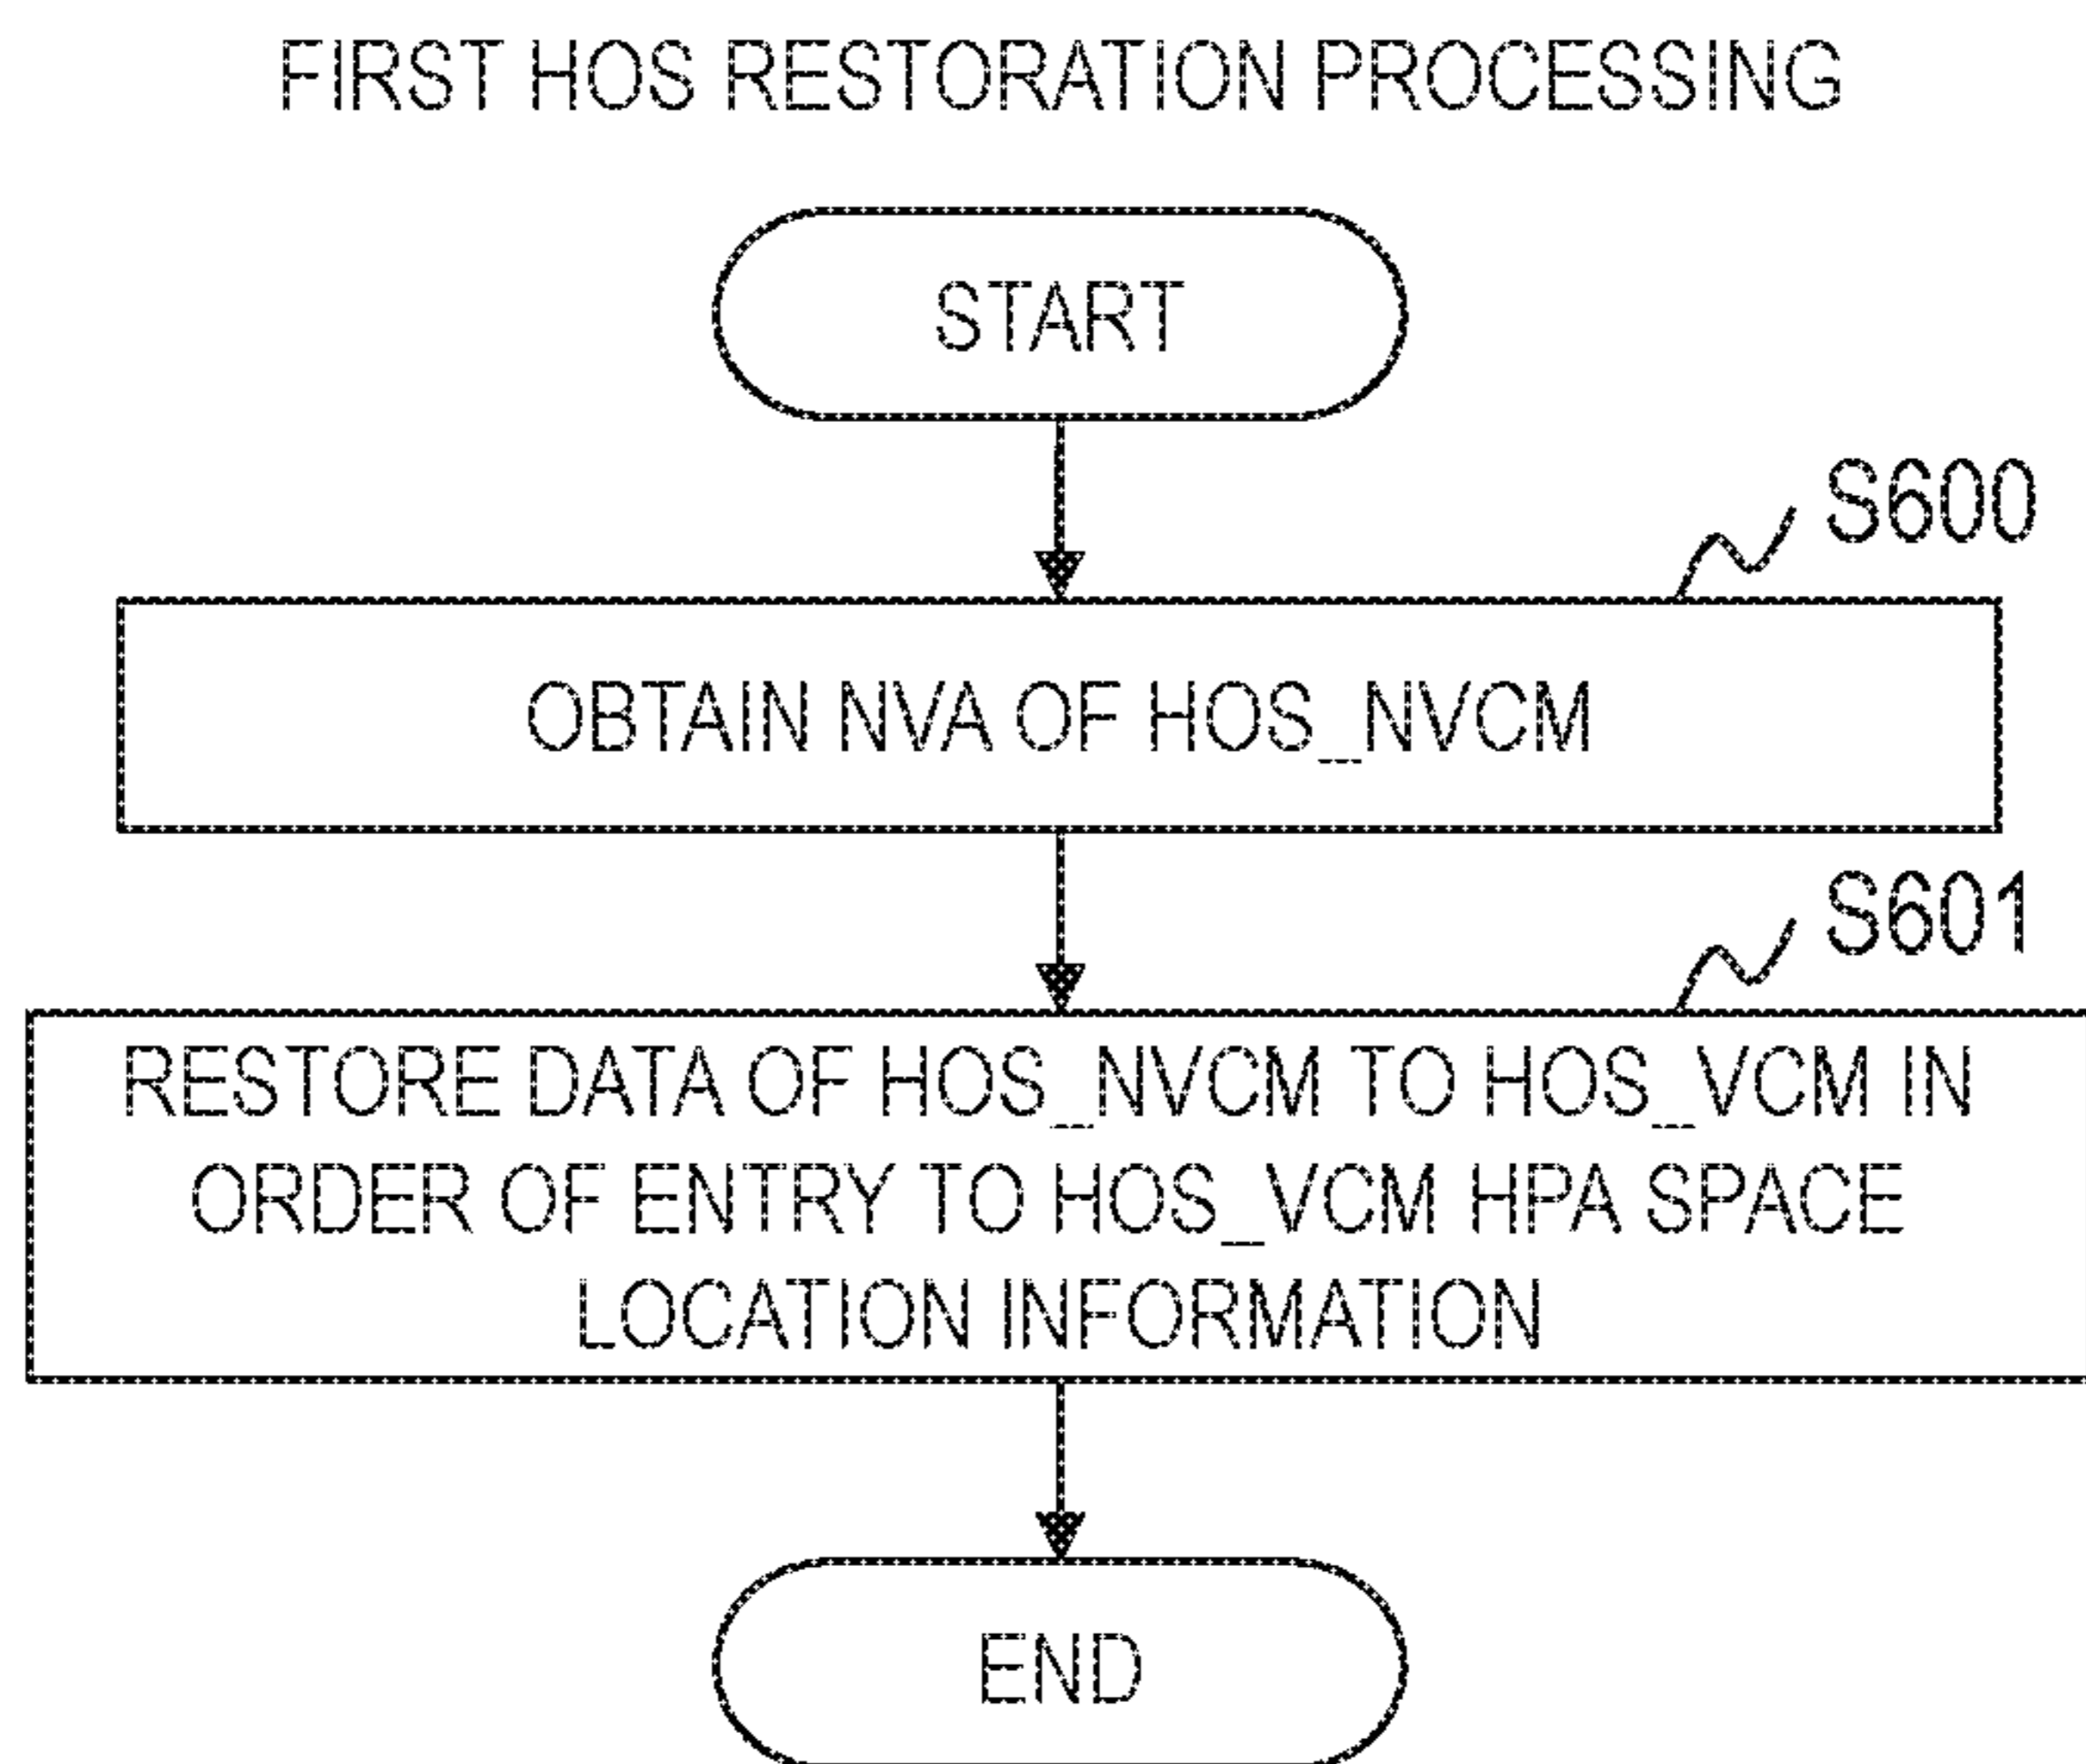 FIRST HOS RESTORATION PROCESSING
START
S600
OBTAIN NVA OF HOS_NVCM
S601
RESTORE DATA OF HOS_NVCM TO HOS_VCM IN
ORDER OF ENTRY TO HOS_VCM HPA SPACE
LOCATION INFORMATION
END